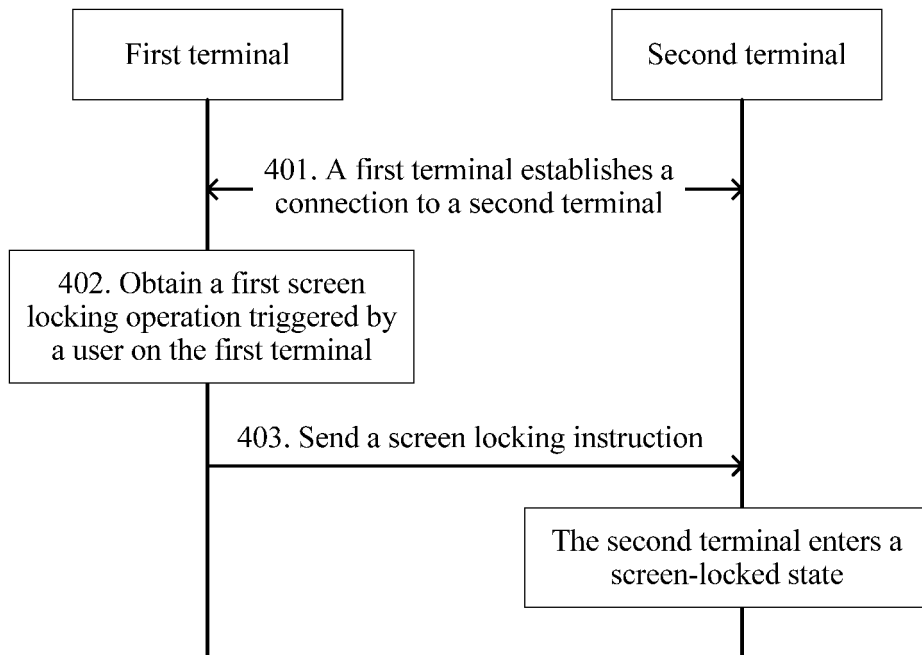 First terminal
Second terminal
401. A first terminal establishes a
connection to a second terminal
402. Obtain a first screen
locking operation triggered by
a user on the first terminal
403. Send a screen locking instruction
The second terminal enters a
screen-locked state